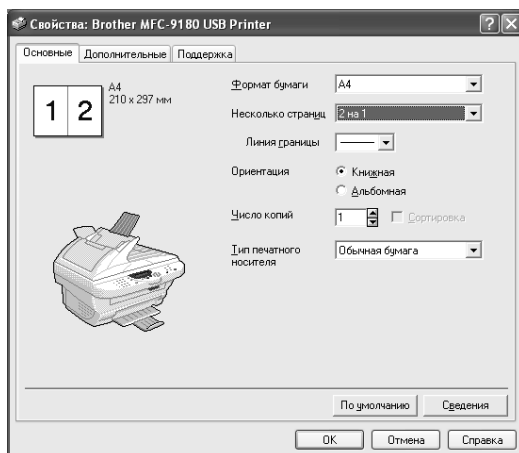 Свойства: Brother MFC-9180 USB Printer
Основные
Дополнительные
Поддержка
1 2
A4
210 x 297 мм
Формат бумаги
A4
Несколько страниц
2 на 1
Линия границы
Ориентация
Книжная
Альбомная
Число копий
1
Сортировка
Тип печатного носителя
Обычная бумага
По умолчанию
Сведения
OK
Отмена
Справка